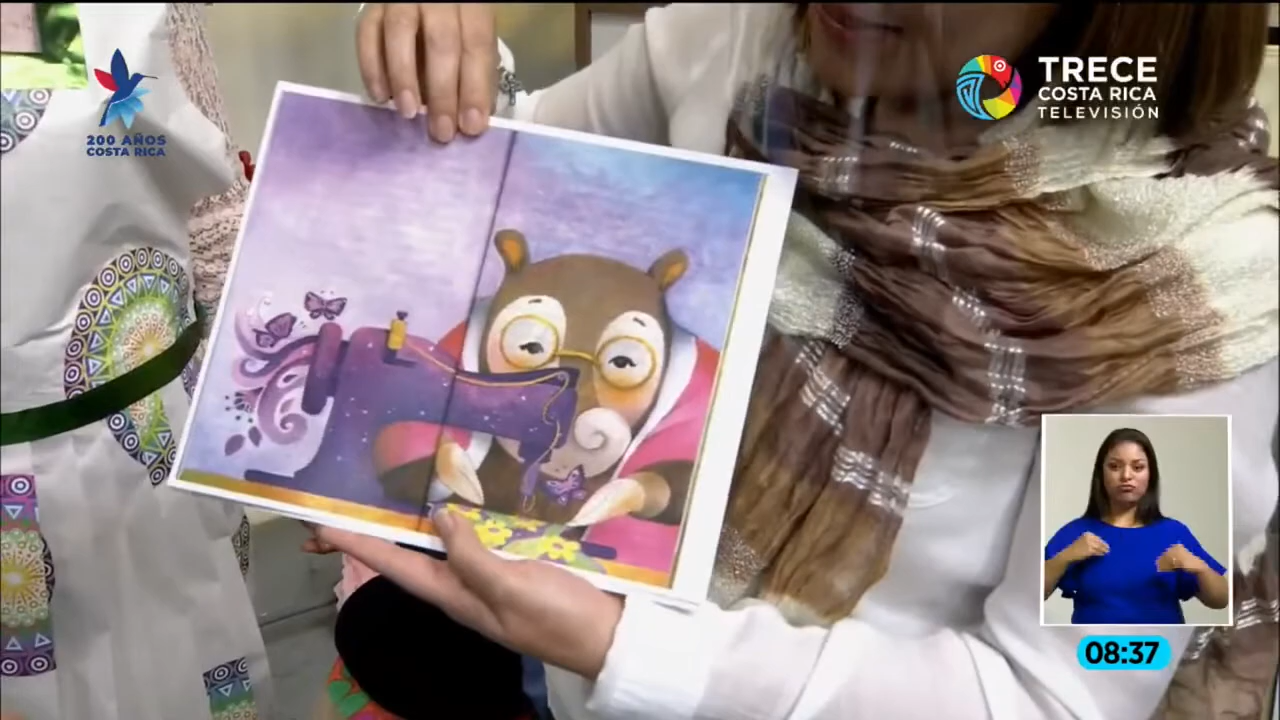 200 AÑOS
COSTA RICA
TRECE
COSTA RICA
TELEVISIÓN
08:37